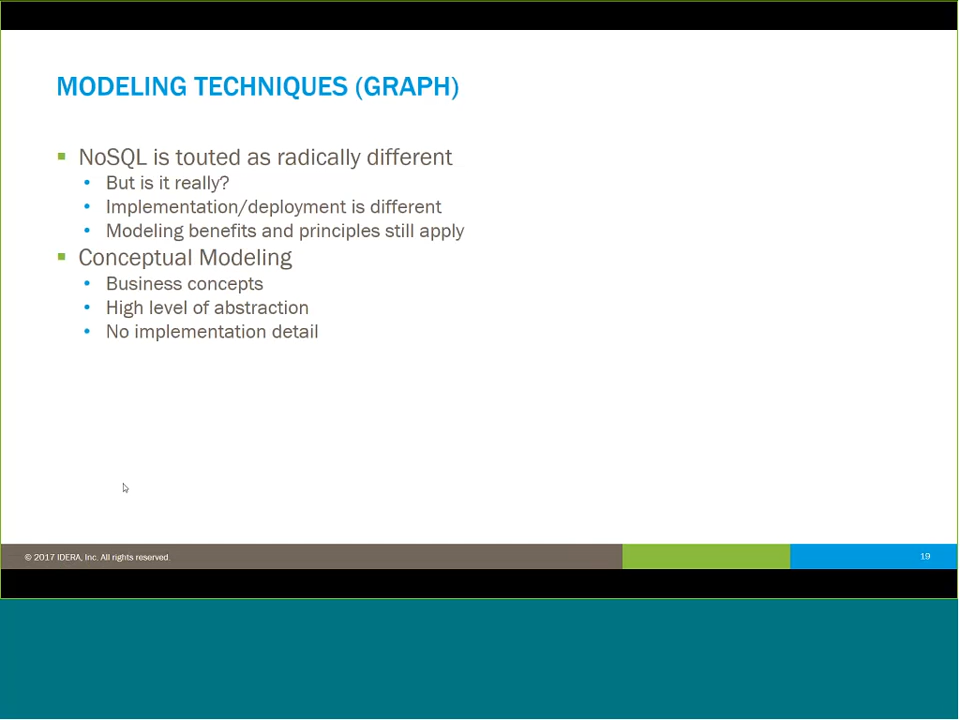 MODELING TECHNIQUES (GRAPH)
NoSQL is touted as radically different
But is it really?
Implementation/deployment is different
Modeling benefits and principles still apply
Conceptual Modeling
Business concepts
High level of abstraction
No implementation detail
© 2017 IDERA, Inc. All rights reserved.
19